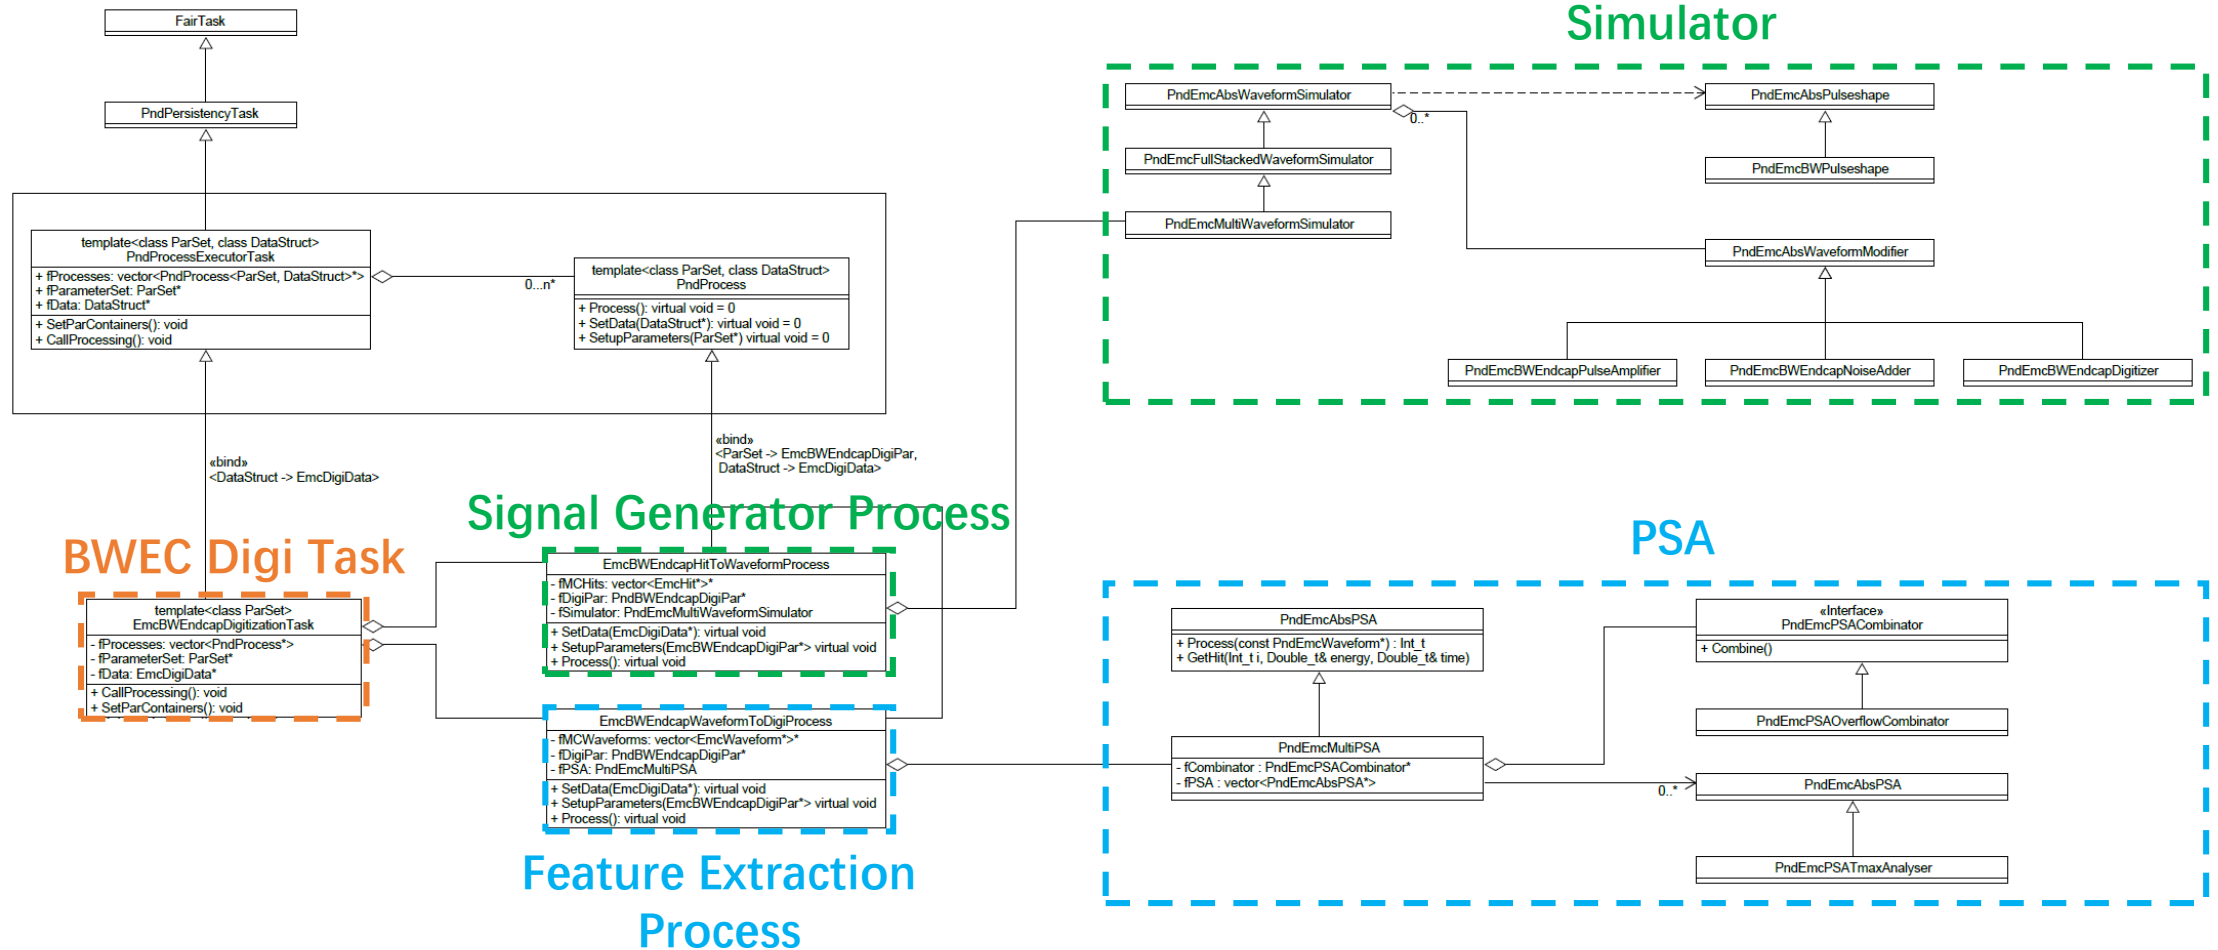 FairTask
PndPersistencyTask
template<class ParSet, class DataStruct>
PndProcessExecutorTask
+ fProcesses: vector<PndProcess<ParSet, DataStruct>*>
+ fParameterSet: ParSet*
+ fData: DataStruct*
+ SetParContainers(): void
+ CallProcessing(): void
0...n*
template<class ParSet, class DataStruct>
PndProcess
+ Process(): virtual void = 0
+ SetData(DataStruct*): virtual void = 0
+ SetupParameters(ParSet*) virtual void = 0
«bind»
<DataStruct -> EmcDigiData>
«bind»
<ParSet -> EmcBWEndcapDigiPar,
DataStruct -> EmcDigiData>
BWEC Digi Task
template<class ParSet>
EmcBWEndcapDigitizationTask
- fProcesses: vector<PndProcess*>
- fParameterSet: ParSet*
- fData: EmcDigiData*
+ CallProcessing(): void
+ SetParContainers(): void
Signal Generator Process
EmcBWEndcapHitToWaveformProcess
- fMCHits: vector<EmcHit*>*
- fDigiPar: PndBWEndcapDigiPar*
- fSimulator: PndEmcMultiWaveformSimulator
+ SetData(EmcDigiData*): virtual void
+ SetupParameters(EmcBWEndcapDigiPar*) virtual void
+ Process(): virtual void
EmcBWEndcapWaveformToDigiProcess
- fMCWaveforms: vector<EmcWaveform*>*
- fDigiPar: PndBWEndcapDigiPar*
- fPSA: PndEmcMultiPSA
+ SetData(EmcDigiData*): virtual void
+ SetupParameters(EmcBWEndcapDigiPar*) virtual void
+ Process(): virtual void
Feature Extraction
Process
Simulator
PndEmcAbsWaveformSimulator
0..*
PndEmcFullStackedWaveformSimulator
PndEmcMultiWaveformSimulator
PndEmcAbsPulseshape
PndEmcBWPulseshape
PndEmcAbsWaveformModifier
PndEmcBWEndcapPulseAmplifier
PndEmcBWEndcapNoiseAdder
PndEmcBWEndcapDigitizer
PSA
PndEmcAbsPSA
+ Process(const PndEmcWaveform*) : Int_t
+ GetHit(Int_t i, Double_t& energy, Double_t& time)
PndEmcMultiPSA
- fCombinator : PndEmcPSACombinator*
- fPSA : vector<PndEmcAbsPSA*>
«Interface»
PndEmcPSACombinator
+ Combine()
PndEmcPSAOverflowCombinator
0..*
PndEmcAbsPSA
PndEmcPSATmaxAnalyser